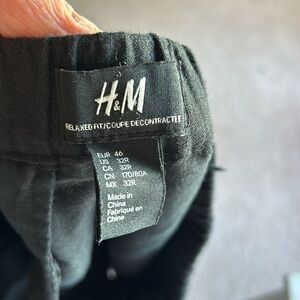 H&M
RELAXED FIT/COUPE DÉCONTRACTÉE
EUR 46
US 32R
CA 32R
CN 170/80A
MX 32R
Made in
China
Fabriqué en
Chine